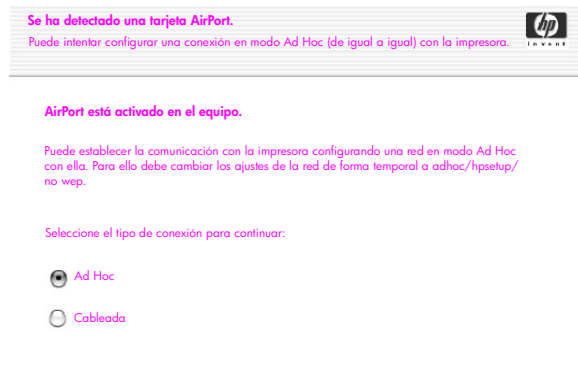 Se ha detectado una tarjeta AirPort.
Puede intentar configurar una conexión en modo Ad Hoc (de igual a igual) con la impresora.
hp
invent
AirPort está activado en el equipo.
Puede establecer la comunicación con la impresora configurando una red en modo Ad Hoc
con ella. Para ello debe cambiar los ajustes de la red de forma temporal a adhoc/hpsetup/
no wep.
Seleccione el tipo de conexión para continuar:
Ad Hoc
Cableada